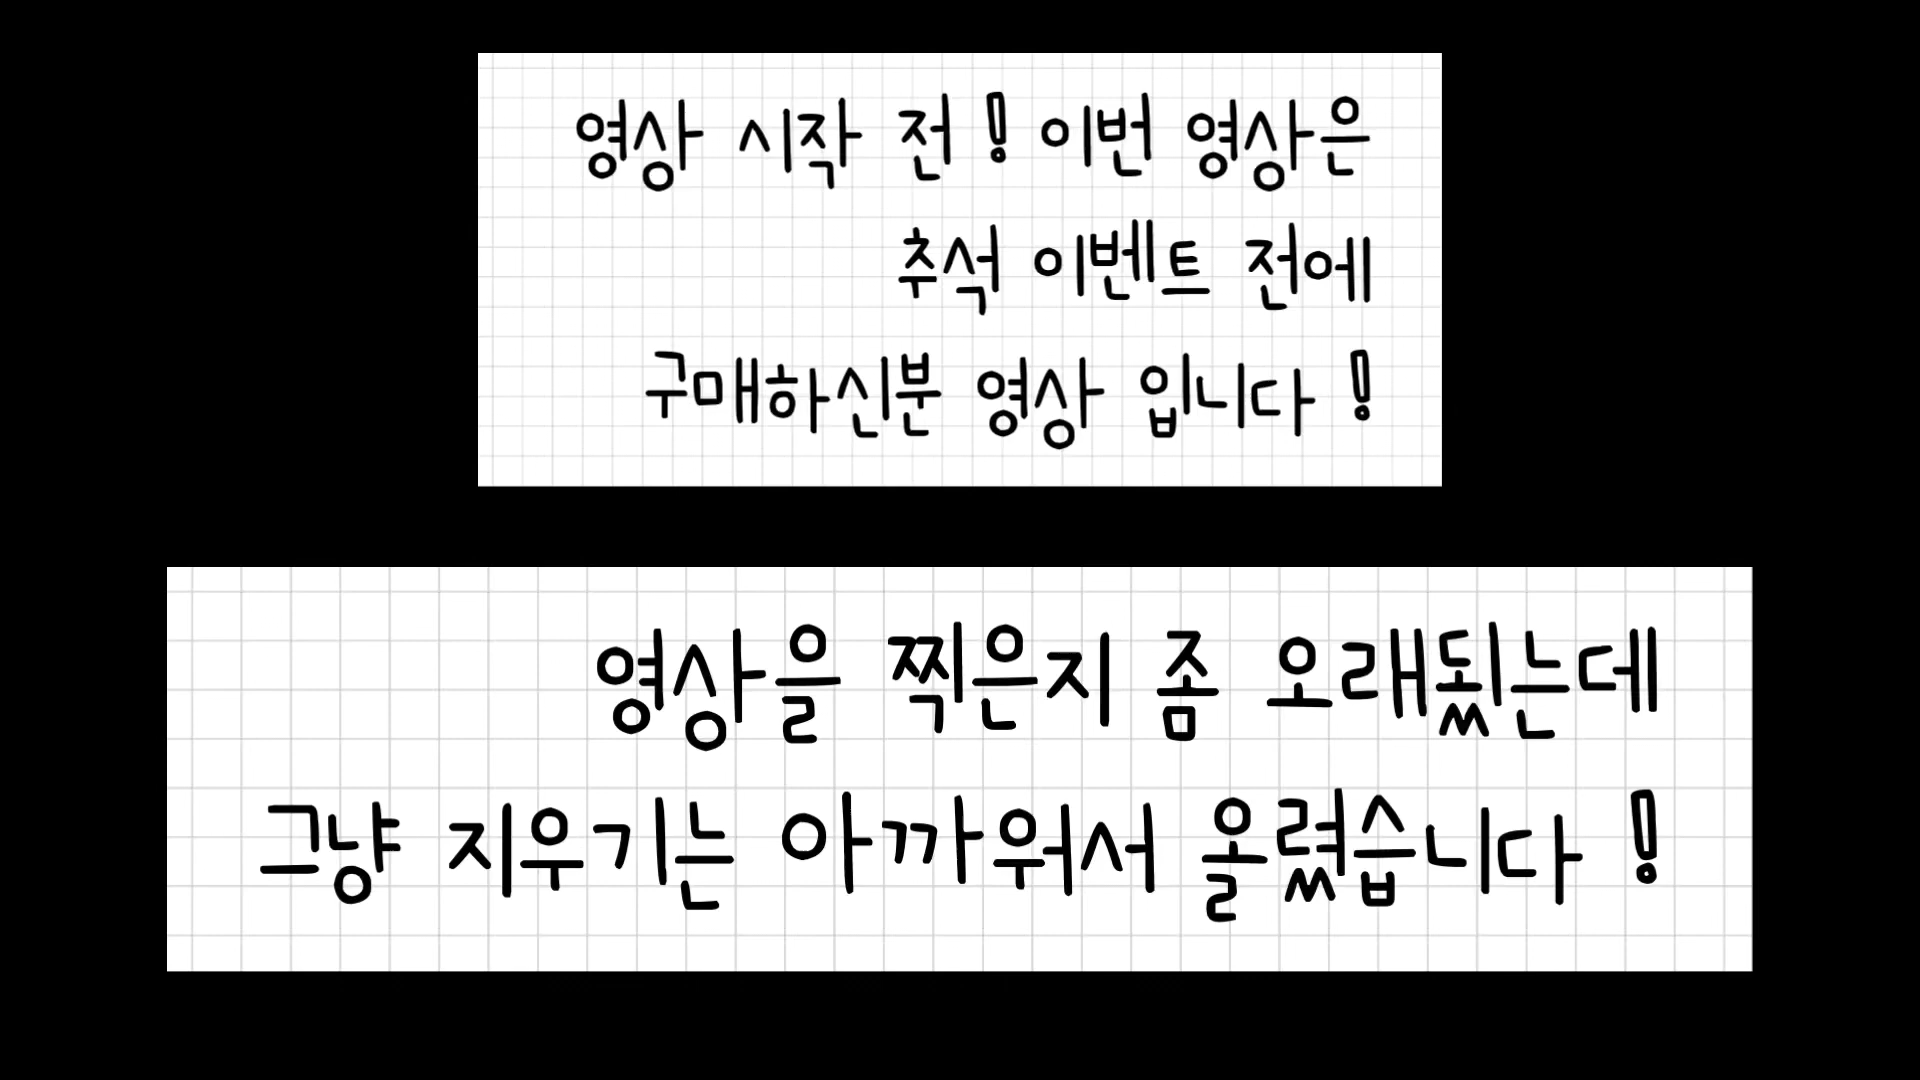 영상 시작 전! 이번 영상은
추석 이벤트 전에
구매하신분 영상 입니다!
영상을 찍은지 좀 오래됬는데
그냥 지우기는 아까워서 올렸습니다!